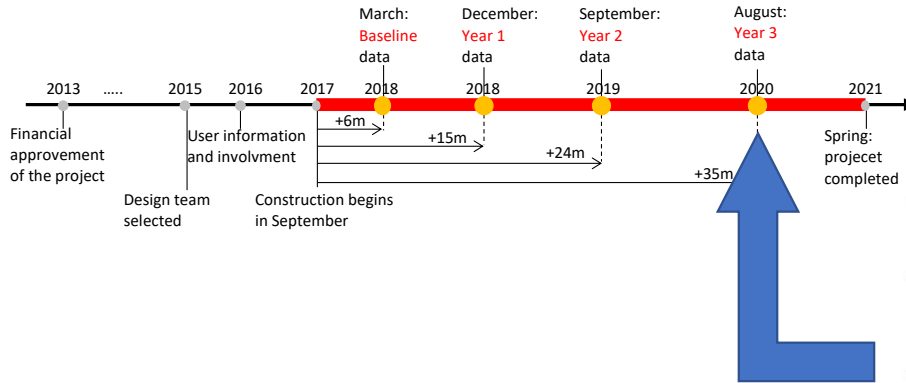 March:
Baseline
data
December:
Year 1
data
September:
Year 2
data
August:
Year 3
data
2013 ..... 2015 2016 2017 2018 2018 2019 2020 2021
+6m
+15m
+24m
+35m
Financial
approvement
of the project
Design team
selected
User information
and involvment
Construction begins
in September
Spring:
projecet
completed